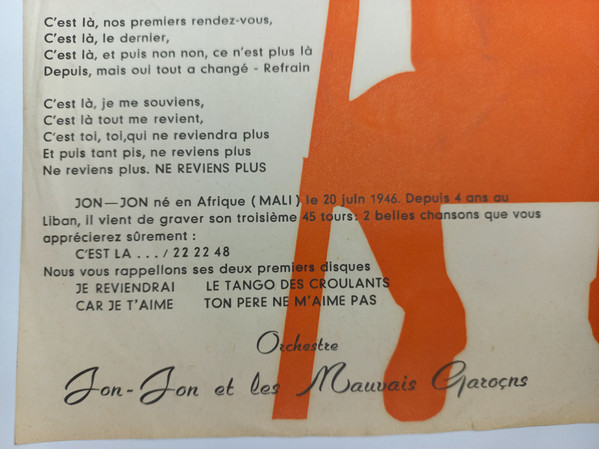 C'est là, nos premiers rendez-vous,
C'est là, le dernier,
C'est là, et puis non non, ce n'est plus là
Depuis, mais oui tout a changé - Refrain
C'est là, je me souviens,
C'est là tout me revient,
C'est toi, toi,qui ne reviendra plus
Et puis tant pis, ne reviens plus
Ne reviens plus. NE REVIENS PLUS
JON—JON né en Afrique ( MALI ) le 20 juin 1946. Depuis 4 ans au
Liban, il vient de graver son troisième 45 tours: 2 belles chansons que vous
apprécierez sûrement :
C'EST LA . . . / 22 22 48
Nous vous rappellons ses deux premiers disques
JE REVIENDRAI LE TANGO DES CROULANTS
CAR JE T'AIME TON PERE NE M'AIME PAS
Orchestre
Jon-Jon et les Mauvais Garoçns